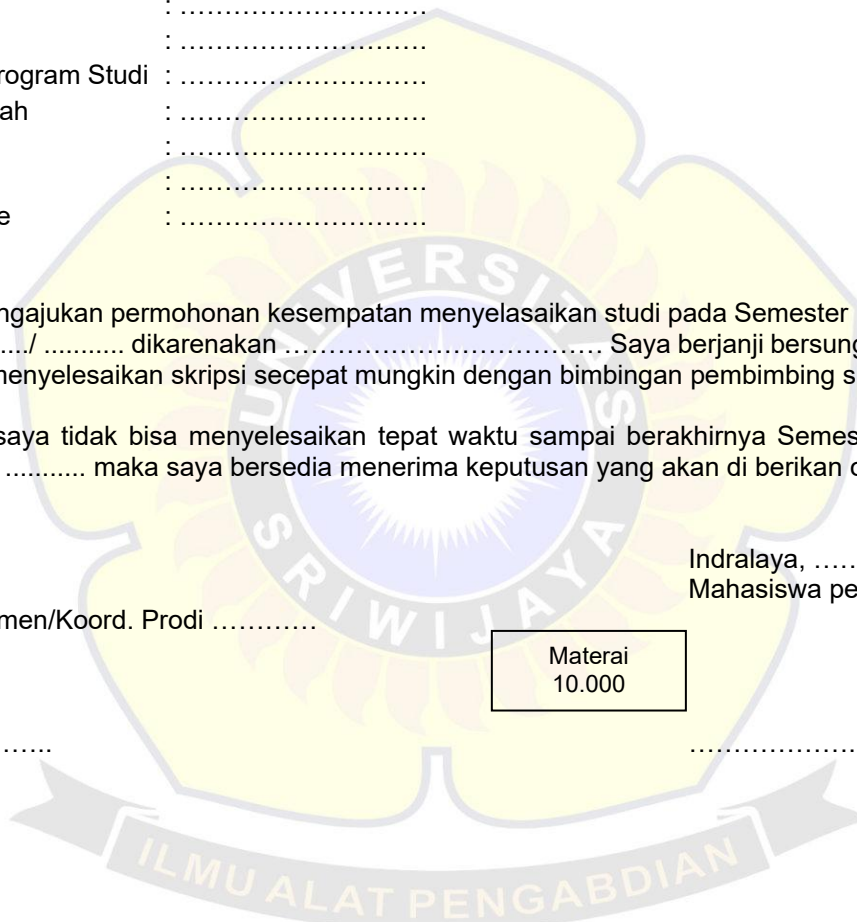 : ……………………….
: ……………………….
rogram Studi : ……………………….
ah : ……………………….
: ……………………….
: ……………………….
e : ……………………….
ngajukan permohonan kesempatan menyelasaikan studi pada Semester
..../ ........... dikarenakan ……………………………… Saya berjanji bersung
menyelesaikan skripsi secepat mungkin dengan bimbingan pembimbing s
saya tidak bisa menyelesaikan tepat waktu sampai berakhirnya Semes
........... maka saya bersedia menerima keputusan yang akan di berikan o
Indralaya, ……
Mahasiswa pe
men/Koord. Prodi …………
Materai
10.000
…... ……………….
UNIVERSITAS
SRIWIJAYA
ILMU ALAT PENGABDIAN